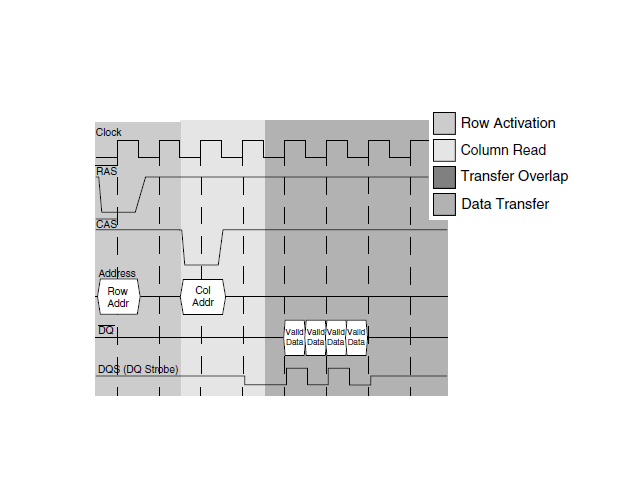 Clock
RAS
CAS
Address
Row
Addr
Col
Addr
DQ
Valid Valid Valid Valid
Data Data Data Data
DQS (DQ Strobe)
Row Activation
Column Read
Transfer Overlap
Data Transfer